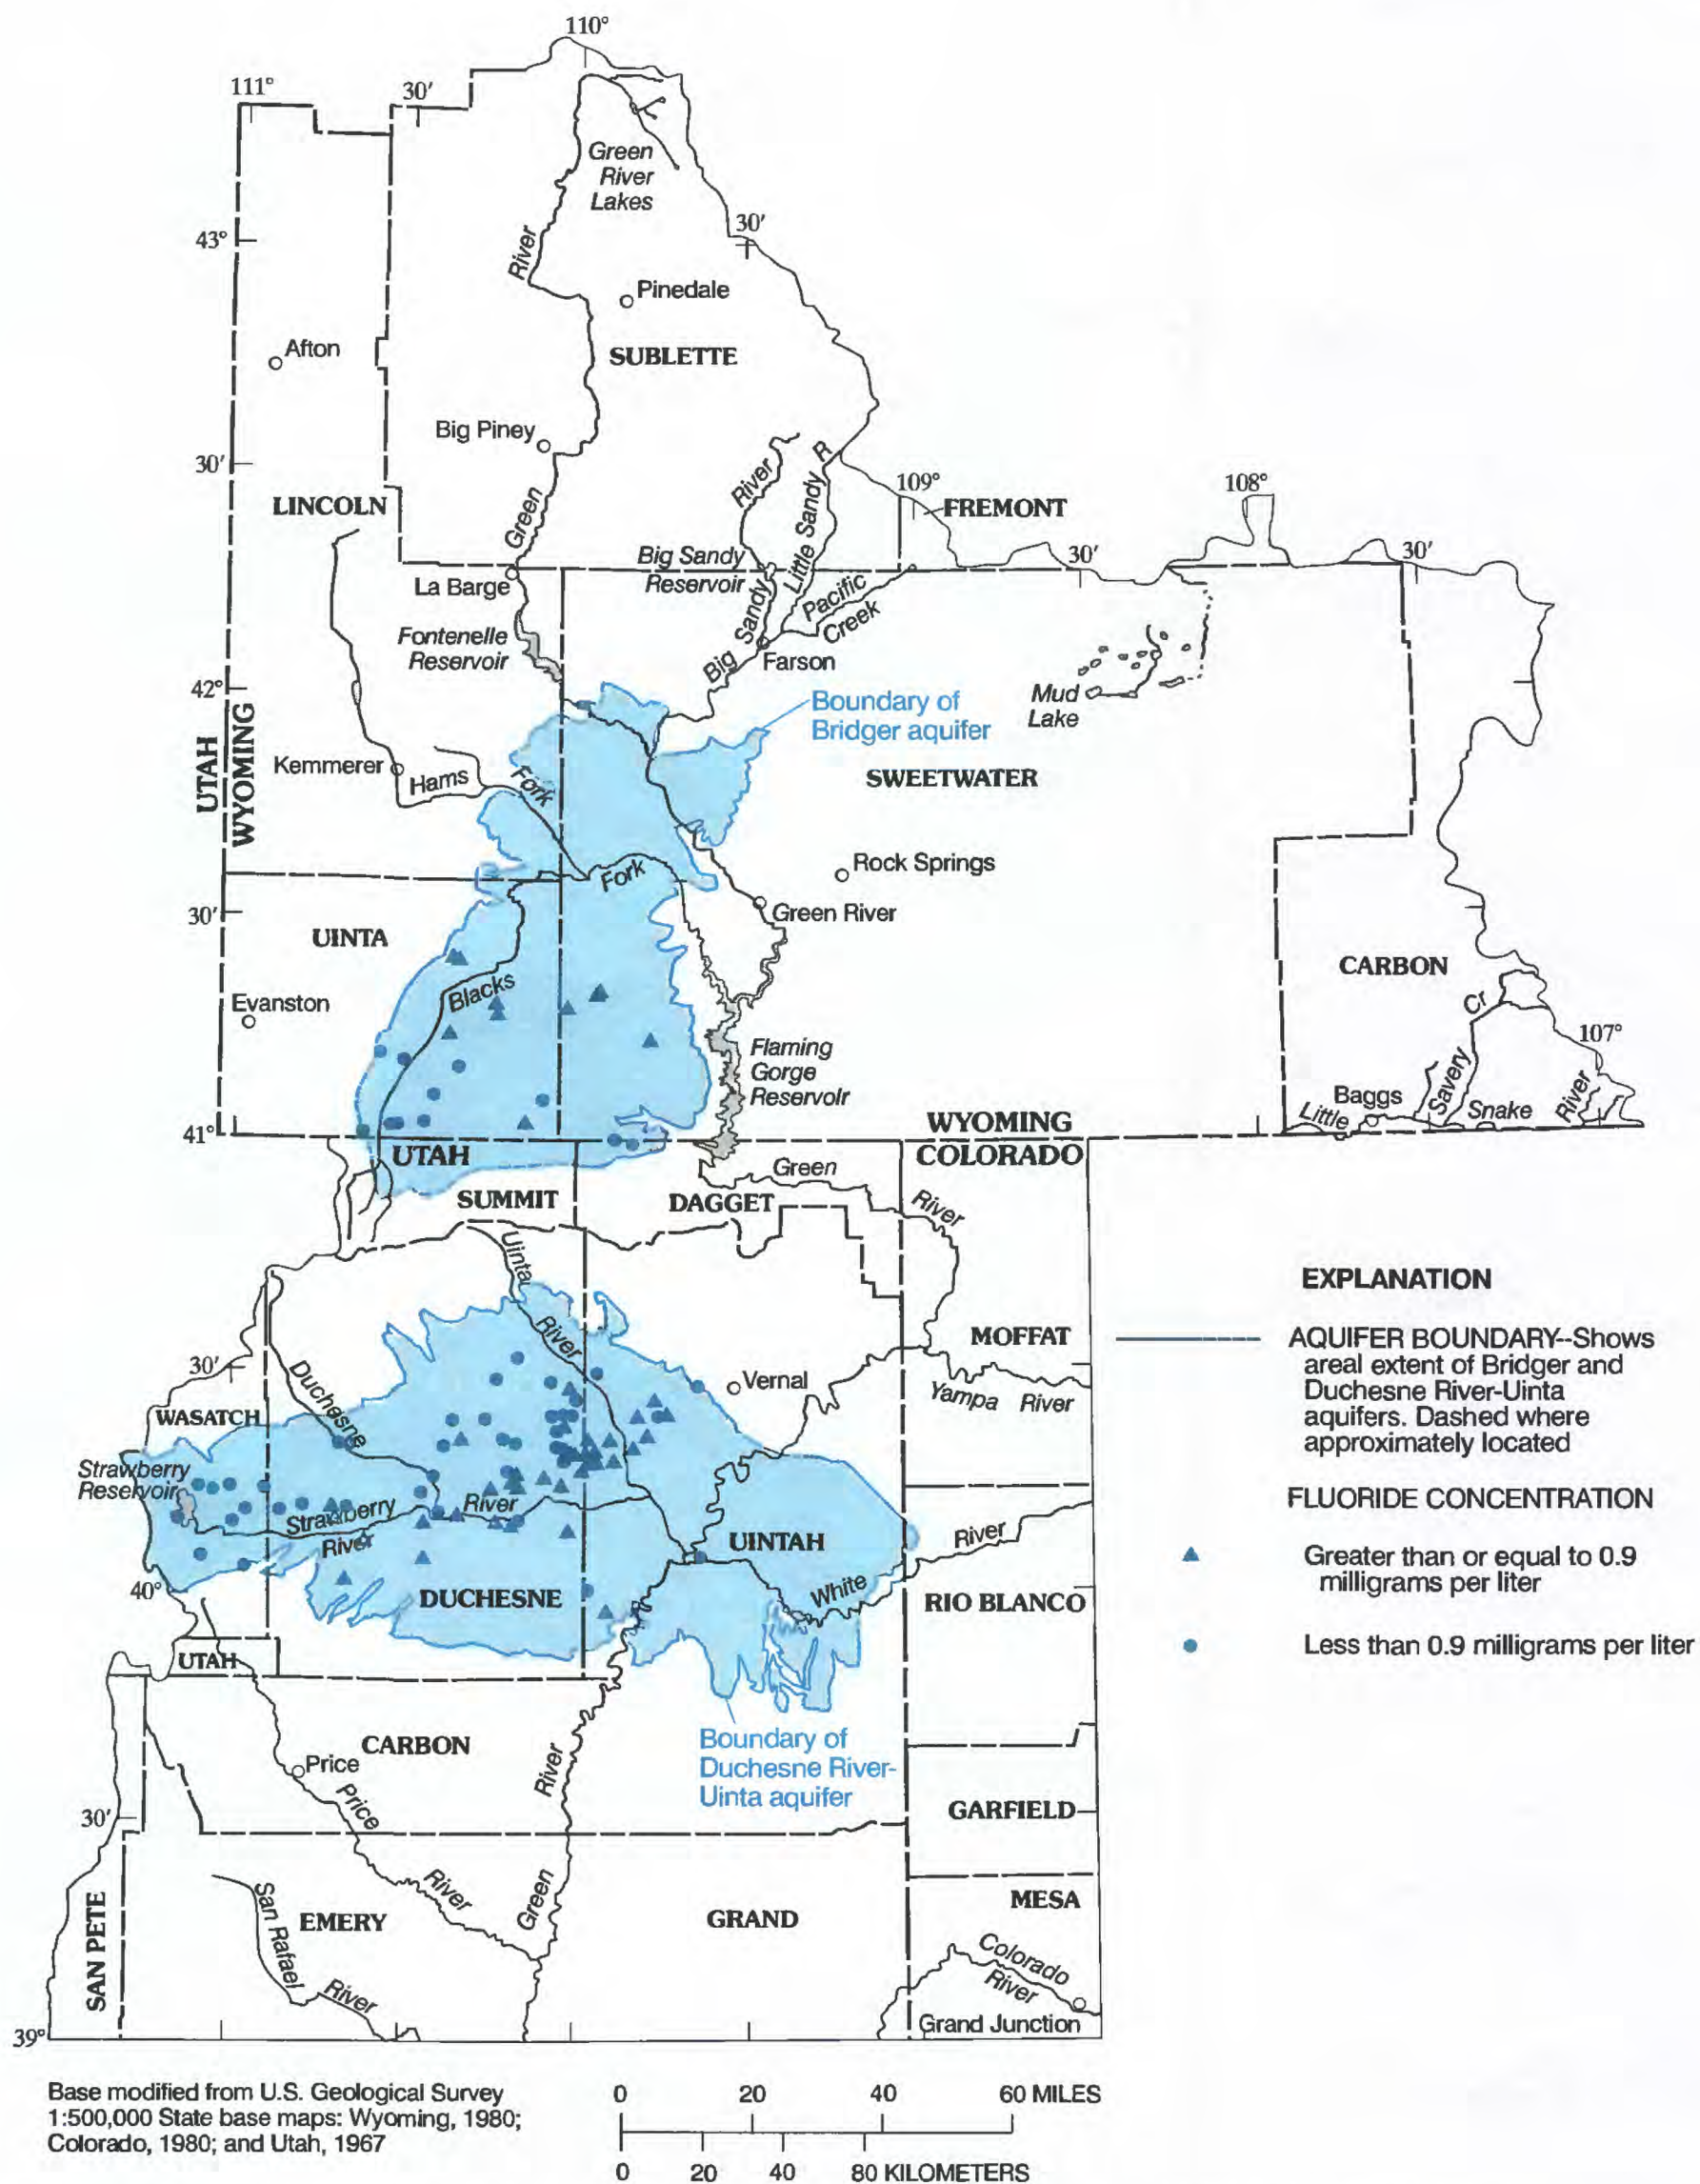 110°
111°
30'
Green
River
Lakes
30'
43°
River
Pinedale
Afton
SUBLETTE
Big Piney
30'
River
Little Sandy R
109°
108°
LINCOLN
Green
FREMONT
Big Sandy
Reservoir
30'
30'
La Barge
Pacific
Creek
Fontenelle
Reservoir
Big Sandy
Farson
42°
Mud
Lake
Boundary of
Bridger aquifer
UTAH
WYOMING
Kemmerer
Hams
Fork
SWEETWATER
Fork
Rock Springs
30'
Green River
UINTA
CARBON
Blacks
Evanston
Cr
107°
Flaming
Gorge
Reservoir
Savery
Baggs
Little
Snake
River
41°
WYOMING
UTAH
COLORADO
Green
SUMMIT
DAGGET
River
Uinta
EXPLANATION
River
MOFFAT
AQUIFER BOUNDARY--Shows
areal extent of Bridger and
Duchesne River-Uinta
aquifers. Dashed where
approximately located
30'
Duchesne
Vernal
Yampa River
WASATCH
Strawberry
Reservoir
FLUORIDE CONCENTRATION
Strawberry
River
River
UINTAH
River
Greater than or equal to 0.9
milligrams per liter
40°
DUCHESNE
White
RIO BLANCO
Less than 0.9 milligrams per liter
UTAH
CARBON
Boundary of
Duchesne River-
Uinta aquifer
Price
River
Price
30'
GARFIELD
River
Green
San Rafael
MESA
SAN PETE
EMERY
GRAND
Colorado
River
River
Grand Junction
39°
Base modified from U.S. Geological Survey
1:500,000 State base maps: Wyoming, 1980;
Colorado, 1980; and Utah, 1967
0 20 40 60 MILES
0 20 40 80 KILOMETERS